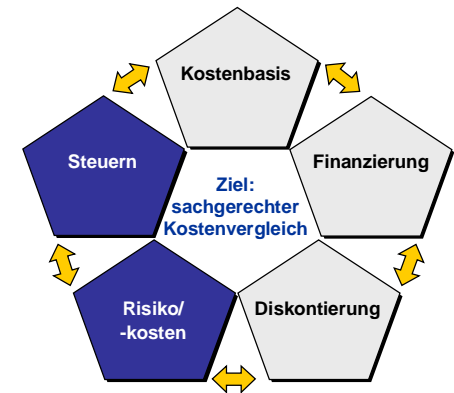 Kostenbasis
Steuern
Finanzierung
Ziel:
sachgerechter
Kostenvergleich
Risiko/
-kosten
Diskontierung